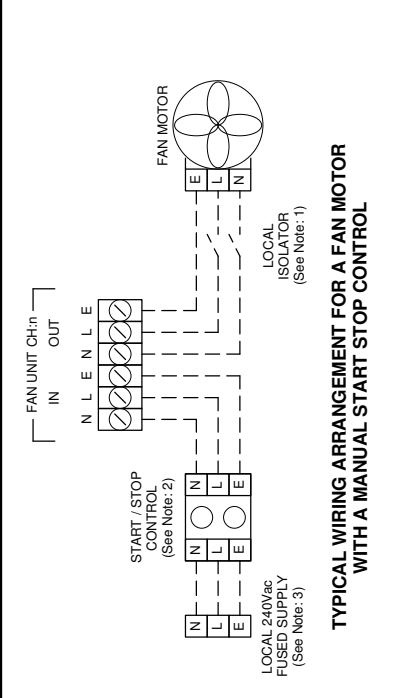 FAN UNIT CH:n
IN OUT
N L E N L E
FAN MOTOR
E
L
N
LOCAL
ISOLATOR
(See Note: 1)
START / STOP
CONTROL
(See Note: 2)
N N
L L
E E
N
L
E
LOCAL 240Vac
FUSED SUPPLY
(See Note: 3)
TYPICAL WIRING ARRANGEMENT FOR A FAN MOTOR
WITH A MANUAL START STOP CONTROL